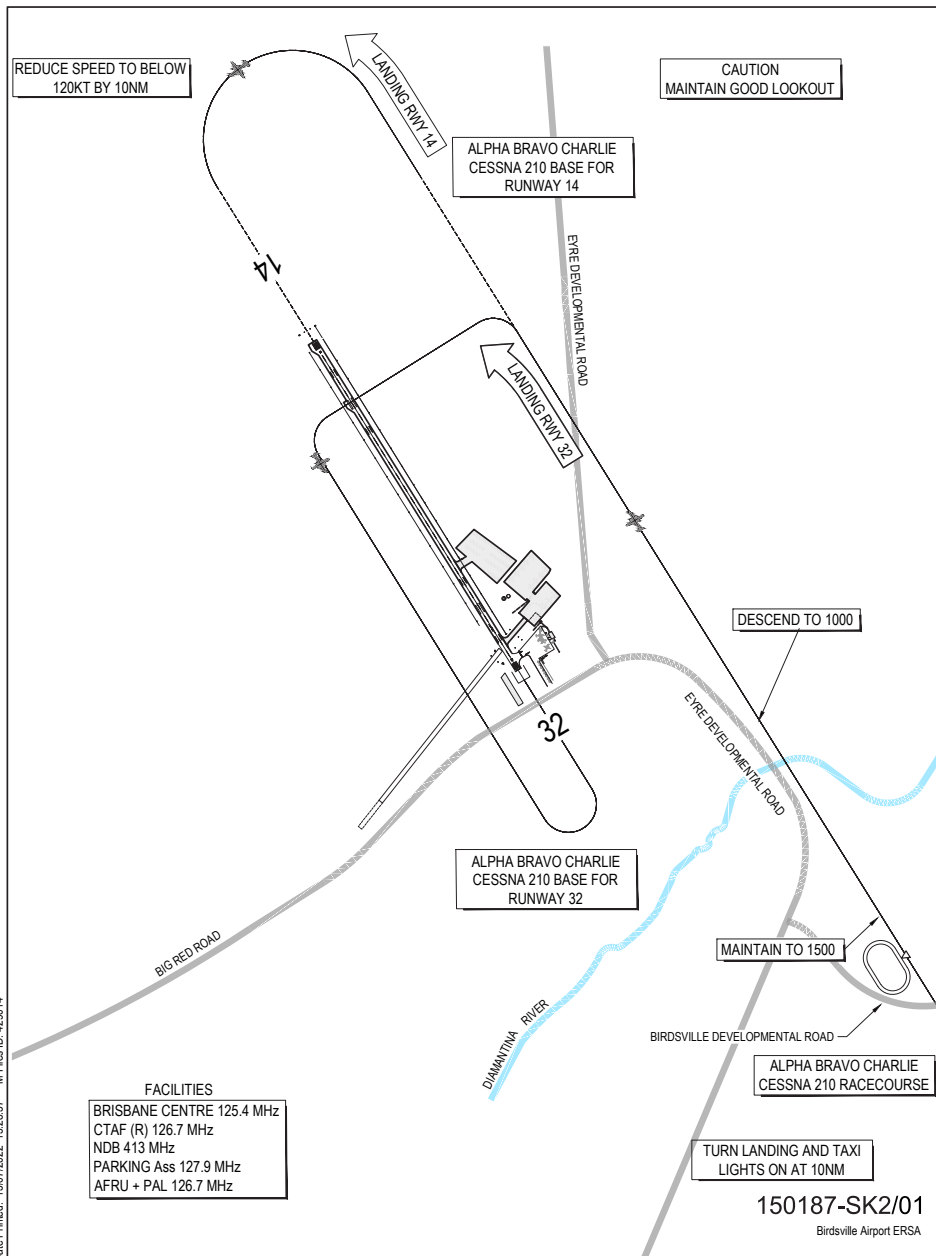 REDUCE SPEED TO BELOW
120KT BY 10NM
LANDING RWY 14
CAUTION
MAINTAIN GOOD LOOKOUT
ALPHA BRAVO CHARLIE
CESSNA 210 BASE FOR
RUNWAY 14
14
EYRE DEVELOPMENTAL ROAD
LANDING RWY 32
DESCEND TO 1000
32
EYRE DEVELOPMENTAL ROAD
ALPHA BRAVO CHARLIE
CESSNA 210 BASE FOR
RUNWAY 32
BIG RED ROAD
MAINTAIN TO 1500
DIAMANTINA RIVER
BIRDSVILLE DEVELOPMENTAL ROAD
ALPHA BRAVO CHARLIE
CESSNA 210 RACECOURSE
FACILITIES
BRISBANE CENTRE 125.4 MHz
CTAF (R) 126.7 MHz
NDB 413 MHz
PARKING Ass 127.9 MHz
AFRU + PAL 126.7 MHz
TURN LANDING AND TAXI
LIGHTS ON AT 10NM
150187-SK2/01
Birdsville Airport ERSA